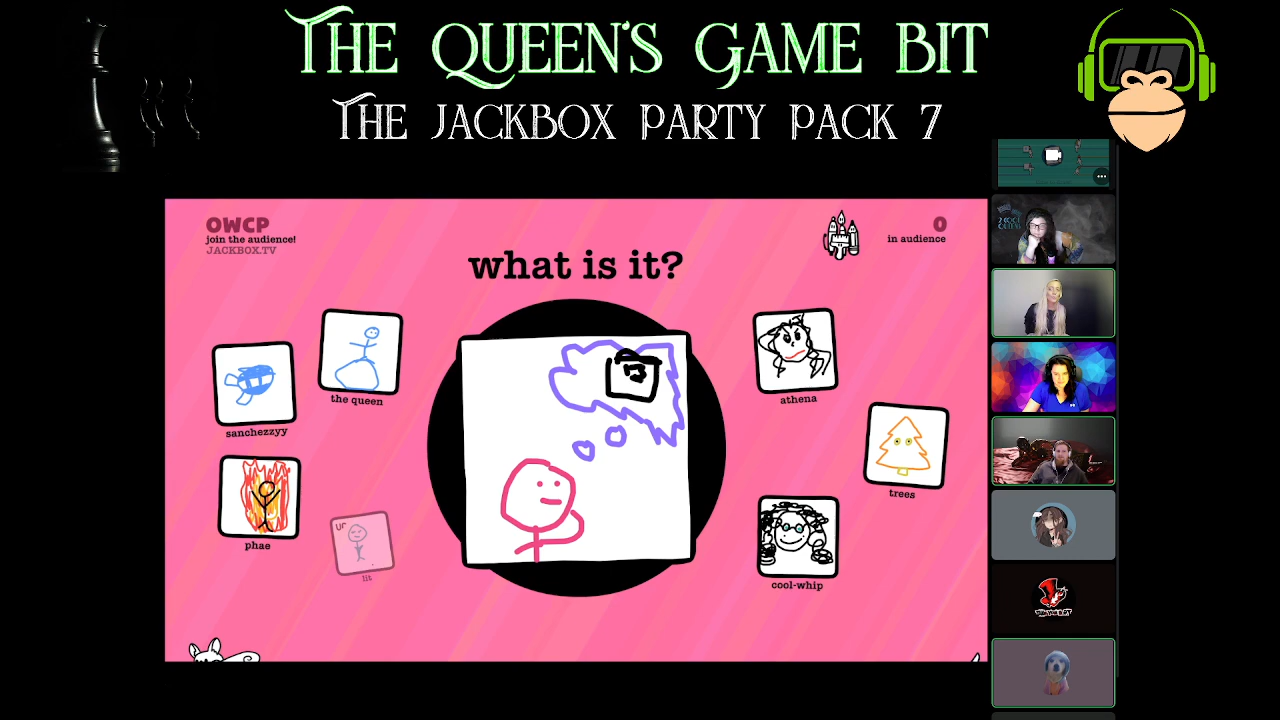 THE QUEEN'S GAME BIT
THE JACKBOX PARTY PACK 7
OWCP
join the audience!
JACKBOX.TV
0
in audience
what is it?
the queen
athena
sanchezzyy
trees
phae
lit
cool-whip